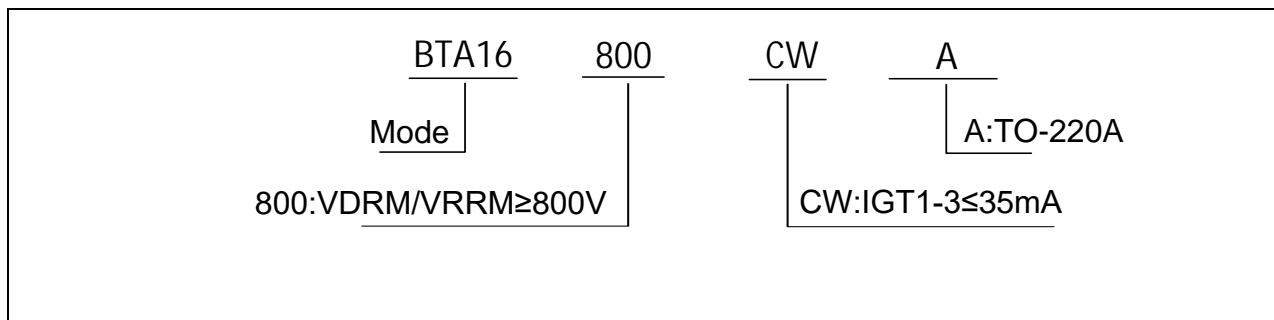 BTA16 800 CW A
Mode A:TO-220A
800:VDRM/VRRM≥800V CW:IGT1-3≤35mA